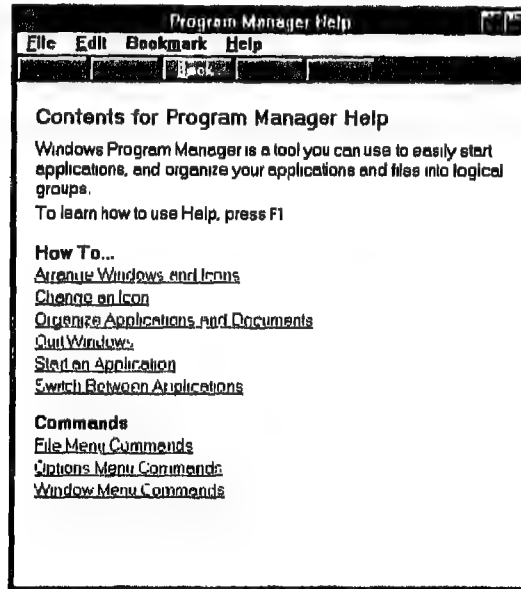 Program Manager Help
File Edit Bookmark Help
Back
Contents for Program Manager Help
Windows Program Manager is a tool you can use to easily start
applications, and organize your applications and files into logical
groups.
To learn how to use Help, press F1
How To...
Arrange Windows and Icons
Change an Icon
Organize Applications and Documents
Quit Windows
Start an Application
Switch Between Applications
Commands
File Menu Commands
Options Menu Commands
Window Menu Commands